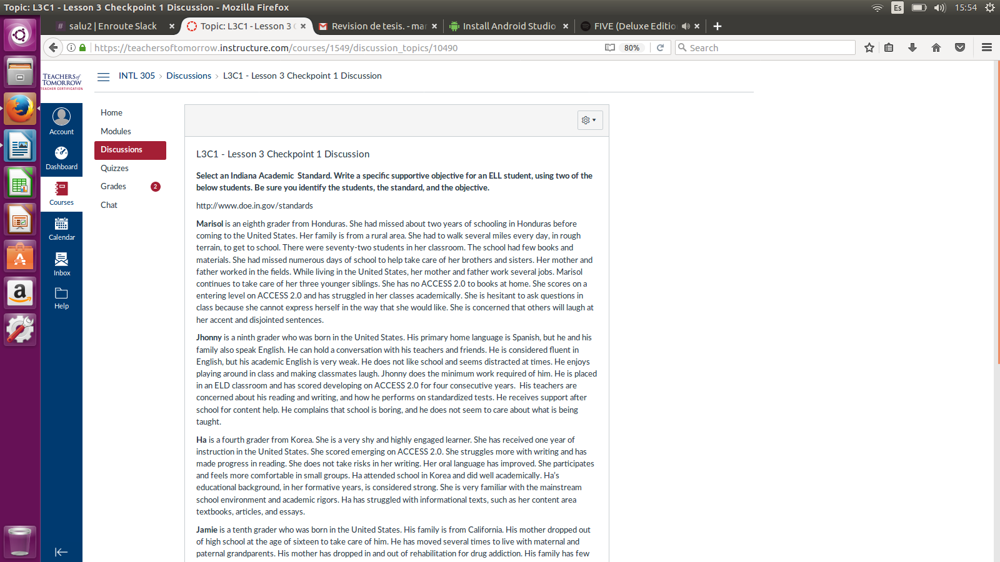 Topic: L3C1 - Lesson 3 Checkpoint 1 Discussion - Mozilla Firefox
Es
15:54
# salu2 | Enroute Slack
Topic: L3C1 - Lesson 3
Revision de tesis. - mar
Install Android Studio
FIVE (Deluxe Editio
https://teachersoftomorrow.instructure.com/courses/1549/discussion_topics/10490
80%
Search
TEACHERS of
TOMORROW
TEACHER CERTIFICATION
INTL 305 > Discussions > L3C1 - Lesson 3 Checkpoint 1 Discussion
Account
Dashboard
Courses
Calendar
Inbox
Help
Home
Modules
Discussions
Quizzes
Grades 2
Chat
L3C1 - Lesson 3 Checkpoint 1 Discussion
Select an Indiana Academic  Standard. Write a specific supportive objective for an ELL student, using two of the
below students. Be sure you identify the students, the standard, and the objective.
http://www.doe.in.gov/standards
Marisol is an eighth grader from Honduras. She had missed about two years of schooling in Honduras before
coming to the United States. Her family is from a rural area. She had to walk several miles every day, in rough
terrain, to get to school. There were seventy-two students in her classroom. The school had few books and
materials. She had missed numerous days of school to help take care of her brothers and sisters. Her mother and
father worked in the fields. While living in the United States, her mother and father work several jobs. Marisol
continues to take care of her three younger siblings. She has no ACCESS 2.0 to books at home. She scores on a
entering level on ACCESS 2.0 and has struggled in her classes academically. She is hesitant to ask questions in
class because she cannot express herself in the way that she would like. She is concerned that others will laugh at
her accent and disjointed sentences.
Jhonny is a ninth grader who was born in the United States. His primary home language is Spanish, but he and his
family also speak English. He can hold a conversation with his teachers and friends. He is considered fluent in
English, but his academic English is very weak. He does not like school and seems distracted at times. He enjoys
playing around in class and making classmates laugh. Jhonny does the minimum work required of him. He is placed
in an ELD classroom and has scored developing on ACCESS 2.0 for four consecutive years.  His teachers are
concerned about his reading and writing, and how he performs on standardized tests. He receives support after
school for content help. He complains that school is boring, and he does not seem to care about what is being
taught.
Ha is a fourth grader from Korea. She is a very shy and highly engaged learner. She has received one year of
instruction in the United States. She scored emerging on ACCESS 2.0. She struggles more with writing and has
made progress in reading. She does not take risks in her writing. Her oral language has improved. She participates
and feels more comfortable in small groups. Ha attended school in Korea and did well academically. Ha's
educational background, in her formative years, is considered strong. She is very familiar with the mainstream
school environment and academic rigors. Ha has struggled with informational texts, such as her content area
textbooks, articles, and essays.
Jamie is a tenth grader who was born in the United States. His family is from California. His mother dropped out
of high school at the age of sixteen to take care of him. He has moved several times to live with maternal and
paternal grandparents. His mother has dropped in and out of rehabilitation for drug addiction. His family has few